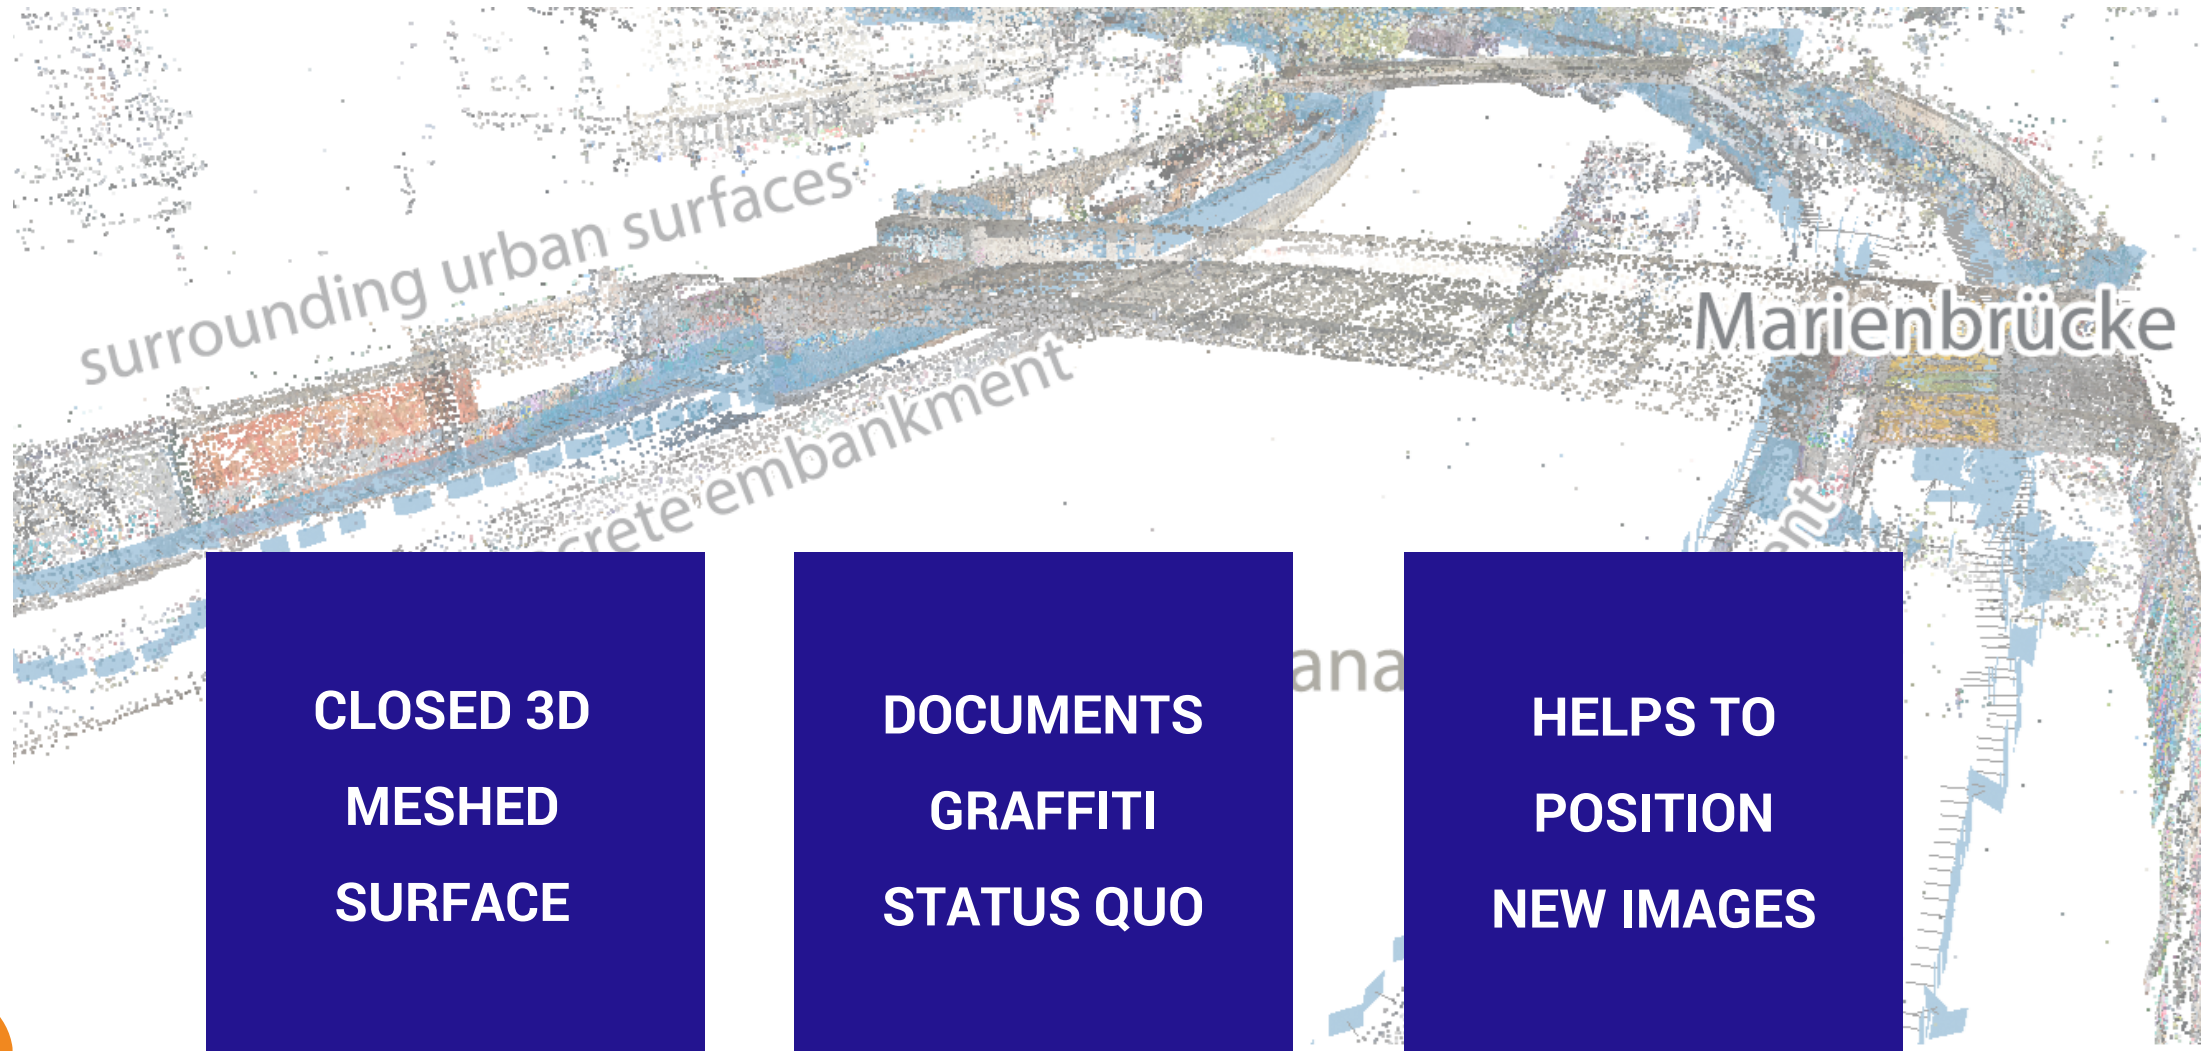 surrounding urban surfaces
Marienbrücke
embankment
CLOSED 3D
MESHED
SURFACE
DOCUMENTS
GRAFFITI
STATUS QUO
HELPS TO
POSITION
NEW IMAGES